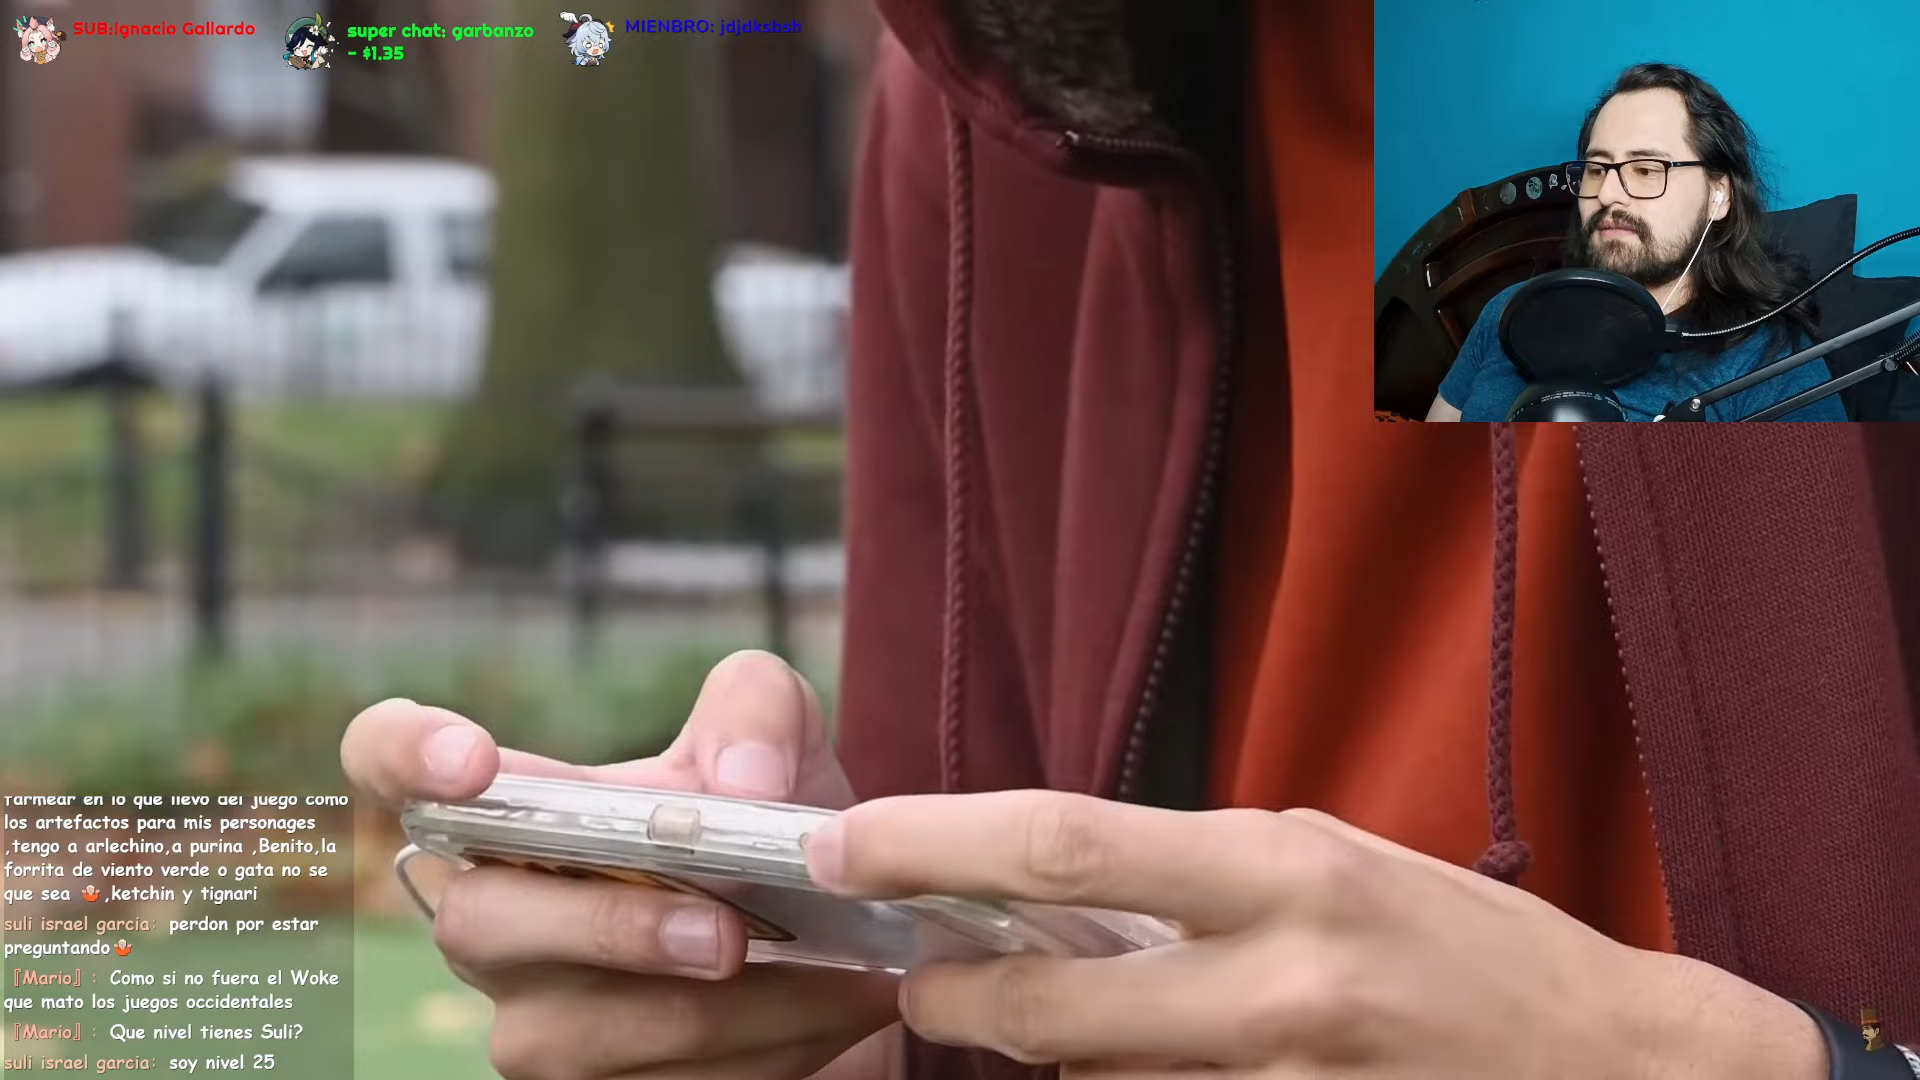 SUB:Ignacio Gallardo
super chat: garbanzo
- $1.35
MIENBRO: jdjdksbsh
farmear en lo que llevo del juego como
los artefactos para mis personages
,tengo a arlechino,a purina ,Benito,la
forrita de viento verde o gata no se
que sea 🤷🏻,ketchin y tignari
suli israel garcia: perdon por estar
preguntando🤷🏻
『Mario』: Como si no fuera el Woke
que mato los juegos occidentales
『Mario』: Que nivel tienes Suli?
suli israel garcia: soy nivel 25